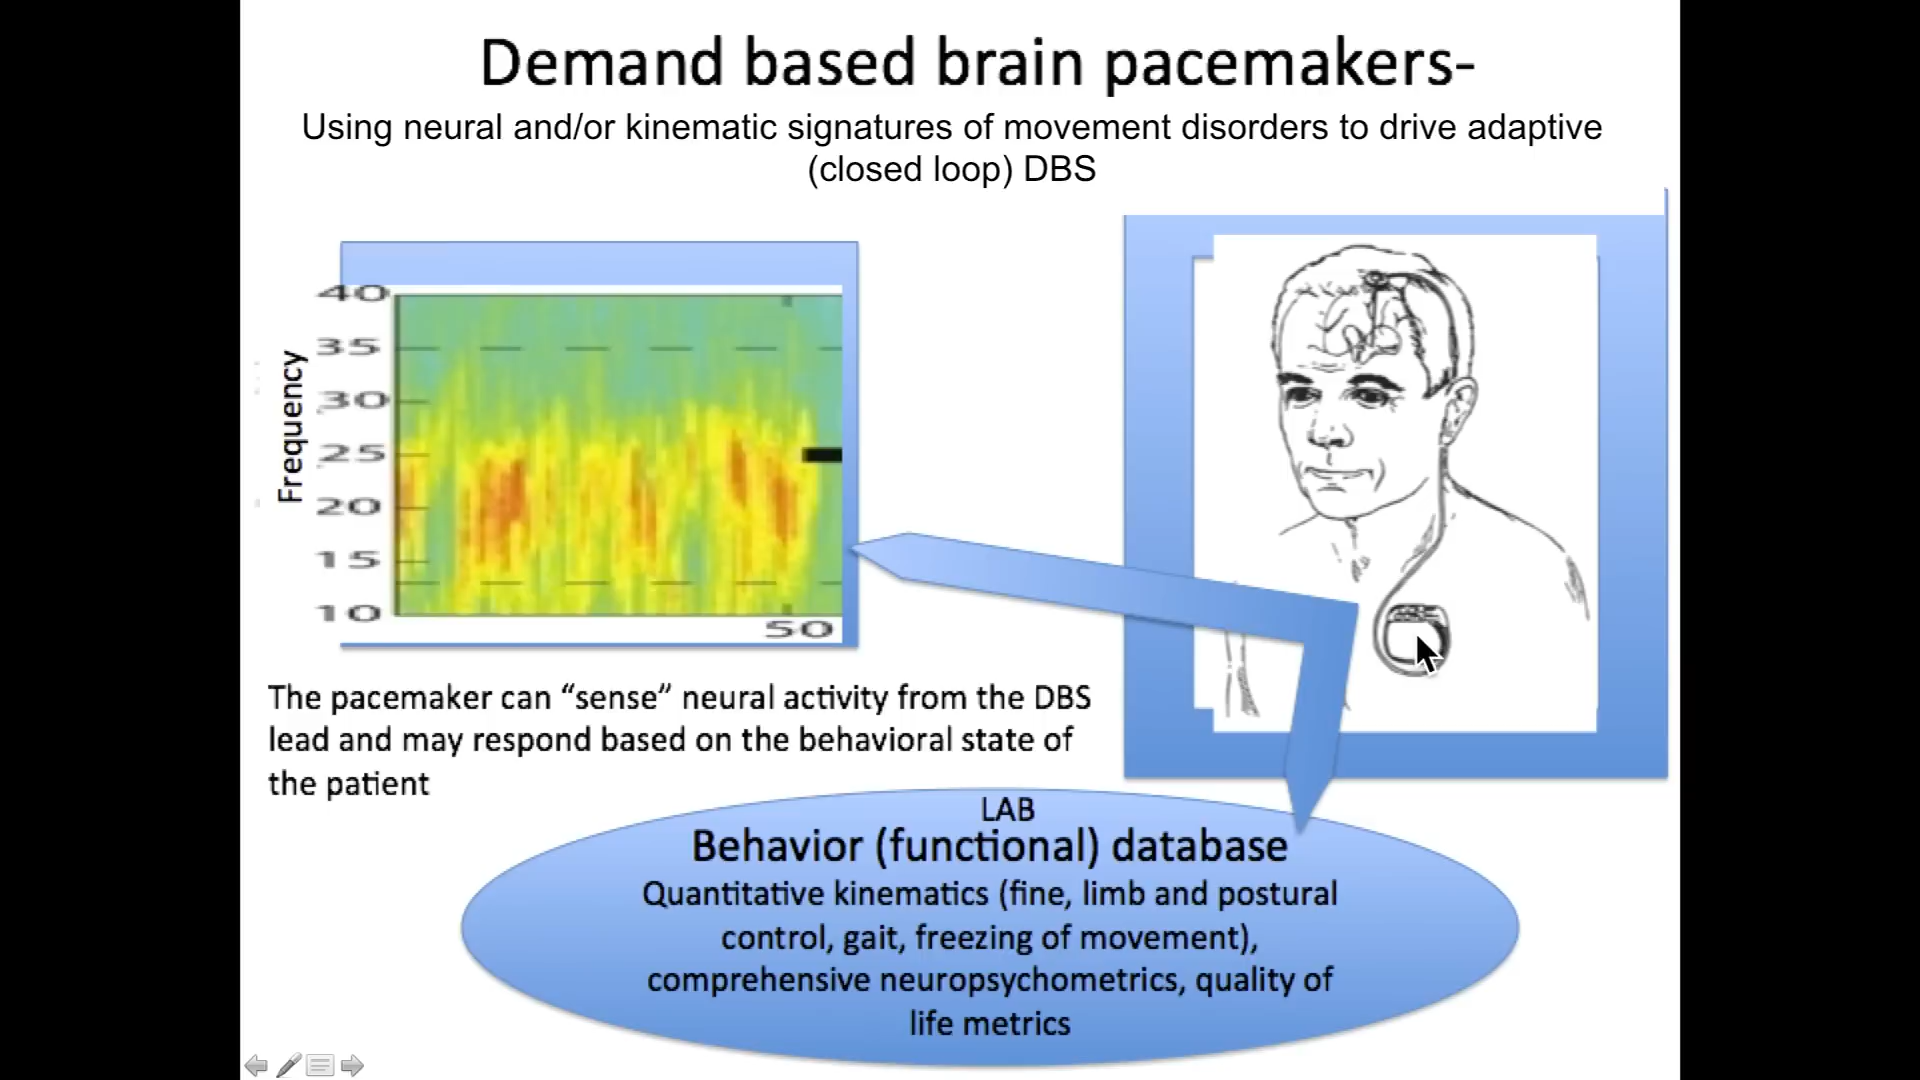 Demand based brain pacemakers-
Using neural and/or kinematic signatures of movement disorders to drive adaptive
(closed loop) DBS
Frequency
40
35
30
25
20
15
10
50
The pacemaker can “sense” neural activity from the DBS
lead and may respond based on the behavioral state of
the patient
LAB
Behavior (functional) database
Quantitative kinematics (fine, limb and postural
control, gait, freezing of movement),
comprehensive neuropsychometrics, quality of
life metrics